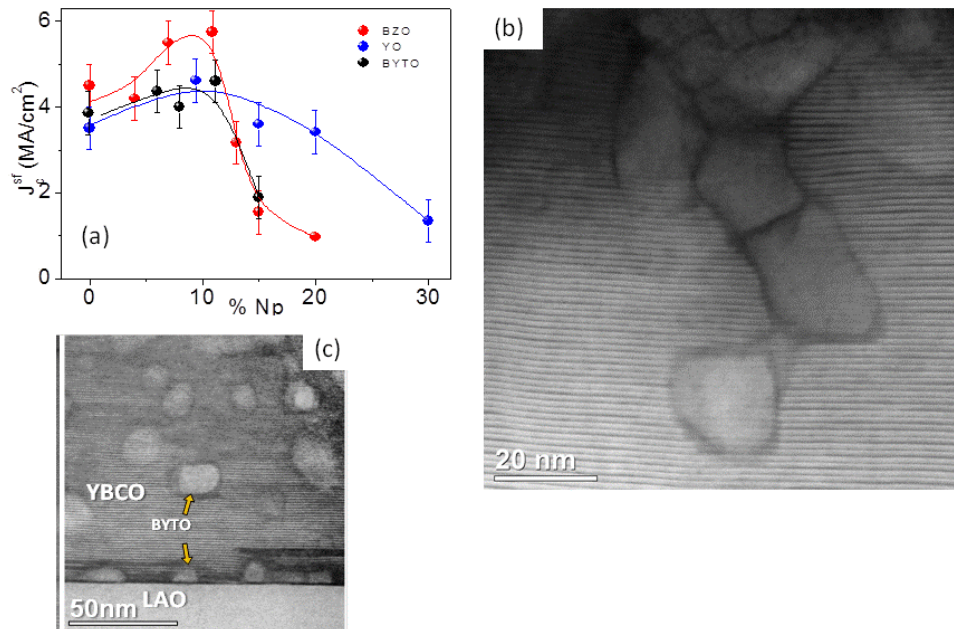 6
4
2
0
J_c^sf (MA/cm²)
BZO
YO
BYTO
(a)
0
10
20
30
% Np
(b)
20 nm
(c)
YBCO
BYTO
LAO
50nm